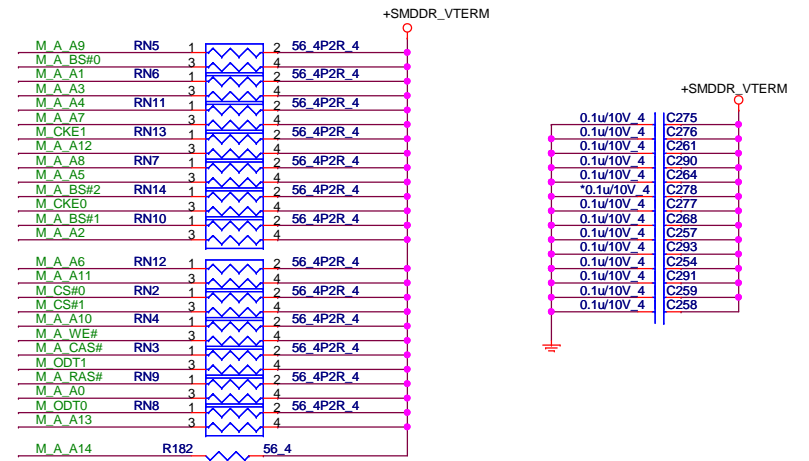 +SMDDR_VTERM
M_A_A9 RN5 1 2 56_4P2R_4
M_A_BS#0 3 4
M_A_A1 RN6 1 2 56_4P2R_4
M_A_A3 3 4
M_A_A4 RN11 1 2 56_4P2R_4
M_A_A7 3 4
M_CKE1 RN13 1 2 56_4P2R_4
M_A_A12 3 4
M_A_A8 RN7 1 2 56_4P2R_4
M_A_A5 3 4
M_A_BS#2 RN14 1 2 56_4P2R_4
M_CKE0 3 4
M_A_BS#1 RN10 1 2 56_4P2R_4
M_A_A2 3 4
M_A_A6 RN12 1 2 56_4P2R_4
M_A_A11 3 4
M_CS#0 RN2 1 2 56_4P2R_4
M_CS#1 3 4
M_A_A10 RN4 1 2 56_4P2R_4
M_A_WE# 3 4
M_A_CAS# RN3 1 2 56_4P2R_4
M_ODT1 3 4
M_A_RAS# RN9 1 2 56_4P2R_4
M_A_A0 3 4
M_ODT0 RN8 1 2 56_4P2R_4
M_A_A13 3 4
M_A_A14 R182 56_4
+SMDDR_VTERM
0.1u/10V_4 C275
0.1u/10V_4 C276
0.1u/10V_4 C261
0.1u/10V_4 C290
0.1u/10V_4 C264
*0.1u/10V_4 C278
0.1u/10V_4 C277
0.1u/10V_4 C268
0.1u/10V_4 C257
0.1u/10V_4 C293
0.1u/10V_4 C254
0.1u/10V_4 C291
0.1u/10V_4 C259
0.1u/10V_4 C258